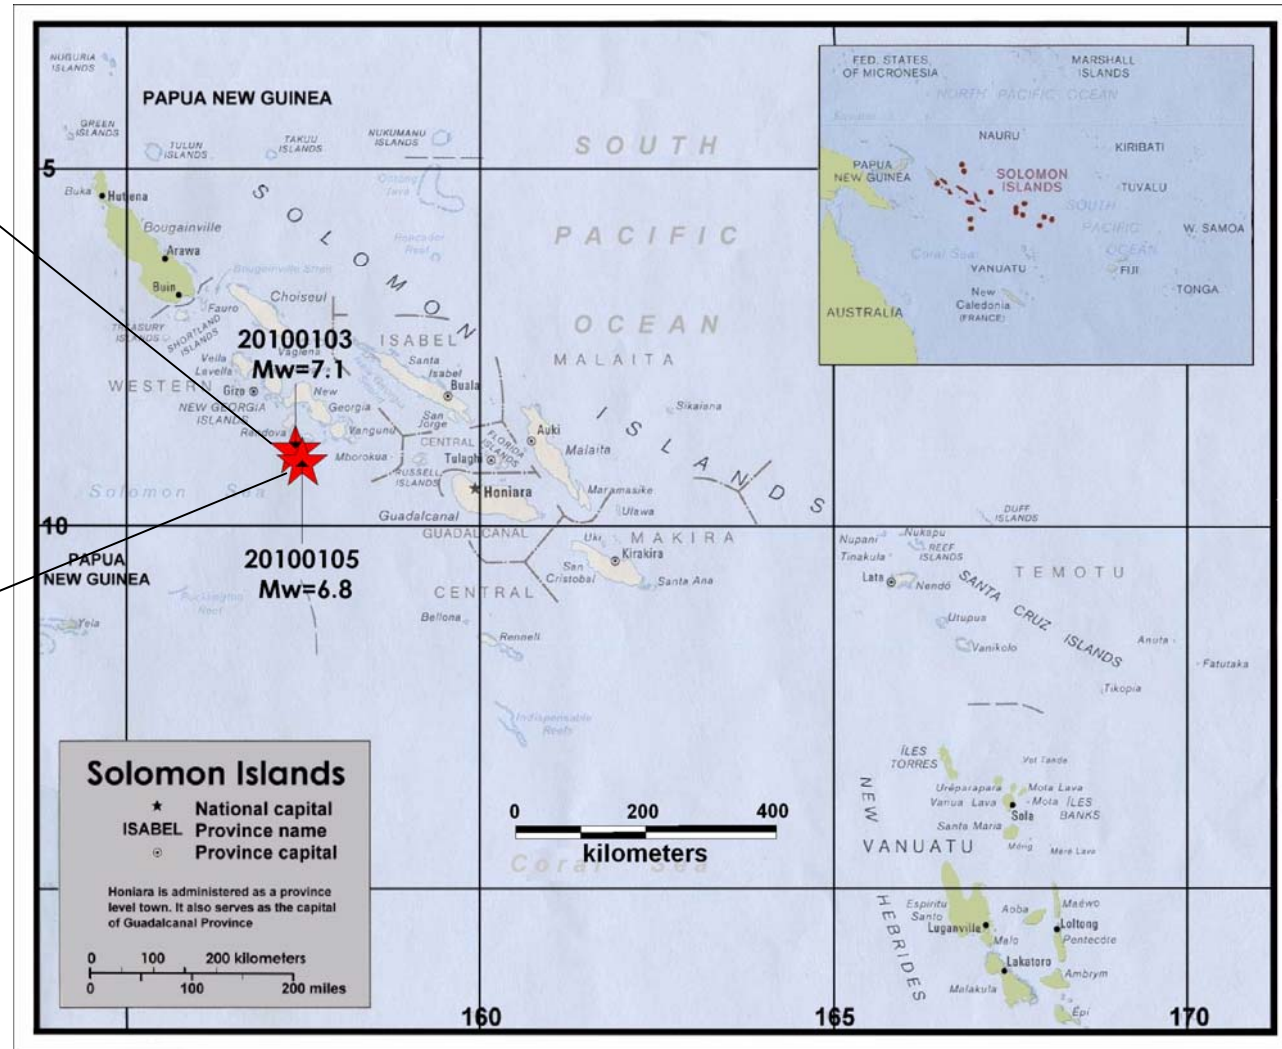 NUGURIA
ISLANDS
PAPUA NEW GUINEA
GREEN
ISLANDS
TULUN
ISLANDS
TAKUU
ISLANDS
NUKUMANU
ISLANDS
5
SOUTH
PACIFIC
OCEAN
SOLOMON
ISLANDS
Buka
Hutjena
Bougainville
Arawa
Buin
Bougainville Strait
Fauro
Choiseul
TREASURY
ISLANDS
SHORTLAND
ISLANDS
Roncador
Reef
20100103
Mw=7.1
Vella
Lavella
WESTERN
Gizo
NEW GEORGIA
ISLANDS
New
Georgia
Rendova
Vangunu
Mborokua
ISABEL
Santa
Isabel
Buala
San
Jorge
MALAITA
Sikaiana
CENTRAL
FLORIDA
ISLANDS
Tulaghi
RUSSELL
ISLANDS
Auki
Malaita
Honiara
Maramasike
Ulawa
Solomon Sea
Guadalcanal
GUADALCANAL
10
MAKIRA
Uki
Kirakira
San
Cristobal
Santa Ana
PAPUA
NEW GUINEA
20100105
Mw=6.8
CENTRAL
Pocklington
Reef
Yela
Bellona
Rennell
Indispensable
Reefs
DUFF
ISLANDS
Nupani
Nukapu
REEF
ISLANDS
Tinakula
Lata
Nendö
TEMOTU
SANTA CRUZ ISLANDS
Utupua
Vanikolo
Anuta
Fatutaka
Tikopia
FED. STATES
OF MICRONESIA
MARSHALL
ISLANDS
NORTH PACIFIC OCEAN
NAURU
KIRIBATI
PAPUA
NEW GUINEA
SOLOMON
ISLANDS
TUVALU
SOUTH
PACIFIC
OCEAN
W. SAMOA
Coral Sea
VANUATU
FIJI
New
Caledonia
(FRANCE)
TONGA
AUSTRALIA
Solomon Islands
National capital
ISABEL Province name
Province capital
Honiara is administered as a province
level town. It also serves as the capital
of Guadalcanal Province
0 100 200 kilometers
0 100 200 miles
0 200 400
kilometers
Coral Sea
ÎLES
TORRES
Vot Tande
Uréparapara
Mota Lava
Vanua Lava
Mota
ÎLES
BANKS
Sola
Santa Maria
Méré Lava
NEW
HEBRIDES
VANUATU
Espiritu
Santo
Luganville
Malo
Aoba
Maéwo
Loltong
Pentecôte
Lakatoro
Malakula
Ambrym
Épi
160
165
170